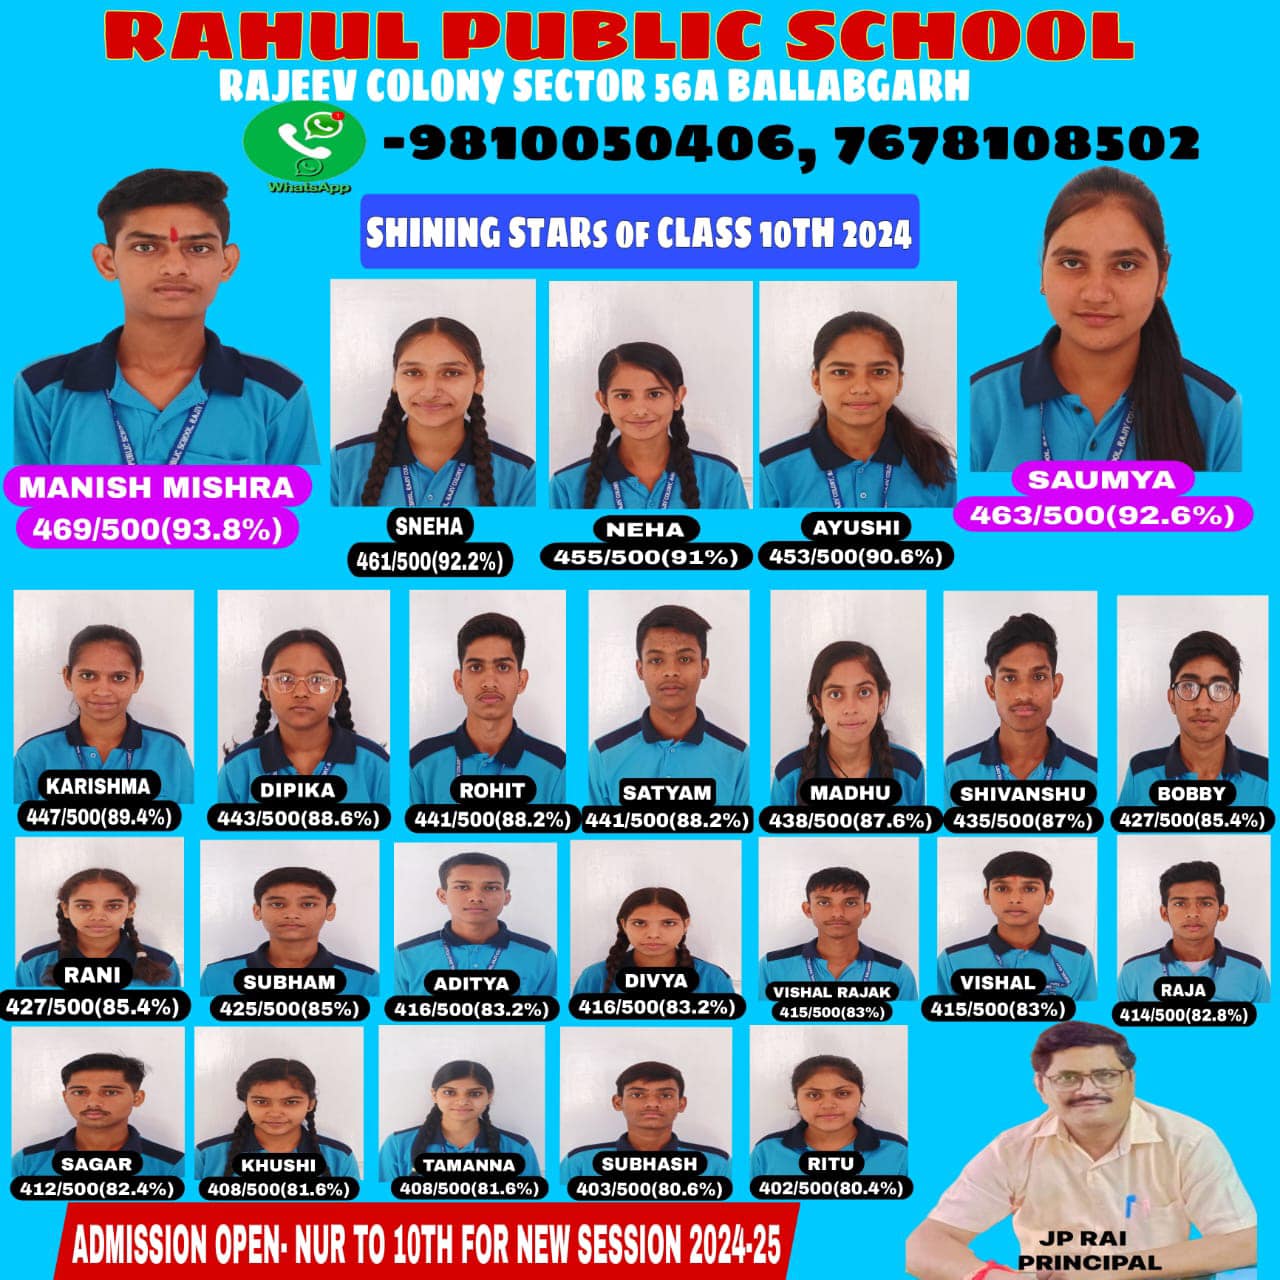 RAHUL PUBLIC SCHOOL
RAJEEV COLONY SECTOR 56A BALLABGARH
WhatsApp
-9810050406, 7678108502
SHINING STARs OF CLASS 10TH 2024
MANISH MISHRA
469/500(93.8%)
SNEHA
461/500(92.2%)
NEHA
455/500(91%)
AYUSHI
453/500(90.6%)
SAUMYA
463/500(92.6%)
KARISHMA
447/500(89.4%)
DIPIKA
443/500(88.6%)
ROHIT
441/500(88.2%)
SATYAM
441/500(88.2%)
MADHU
438/500(87.6%)
SHIVANSHU
435/500(87%)
BOBBY
427/500(85.4%)
RANI
427/500(85.4%)
SUBHAM
425/500(85%)
ADITYA
416/500(83.2%)
DIVYA
416/500(83.2%)
VISHAL RAJAK
415/500(83%)
VISHAL
415/500(83%)
RAJA
414/500(82.8%)
SAGAR
412/500(82.4%)
KHUSHI
408/500(81.6%)
TAMANNA
408/500(81.6%)
SUBHASH
403/500(80.6%)
RITU
402/500(80.4%)
JP RAI
PRINCIPAL
ADMISSION OPEN- NUR TO 10TH FOR NEW SESSION 2024-25